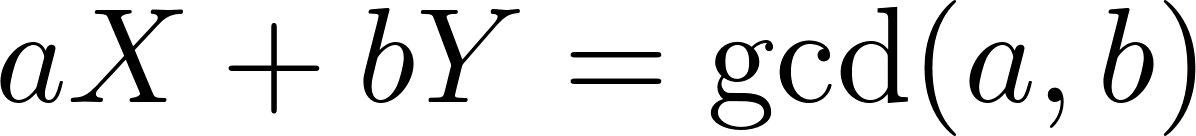 aX + bY = gcd(a, b)